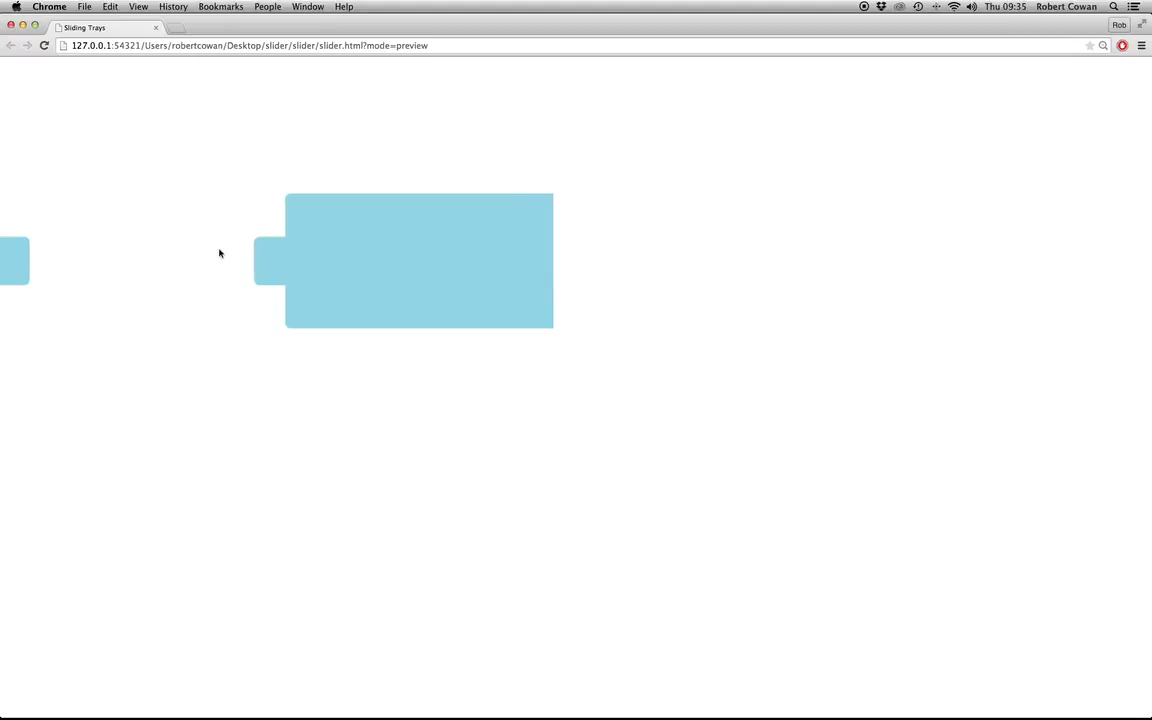 Chrome File Edit View History Bookmarks People Window Help Thu 09:35 Robert Cowan
Sliding Trays Rob
127.0.0.1:54321/Users/robertcowan/Desktop/slider/slider/slider.html?mode=preview